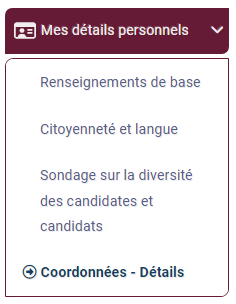 Mes détails personnels
Renseignements de base
Citoyenneté et langue
Sondage sur la diversité
des candidates et
candidats
Coordonnées - Détails